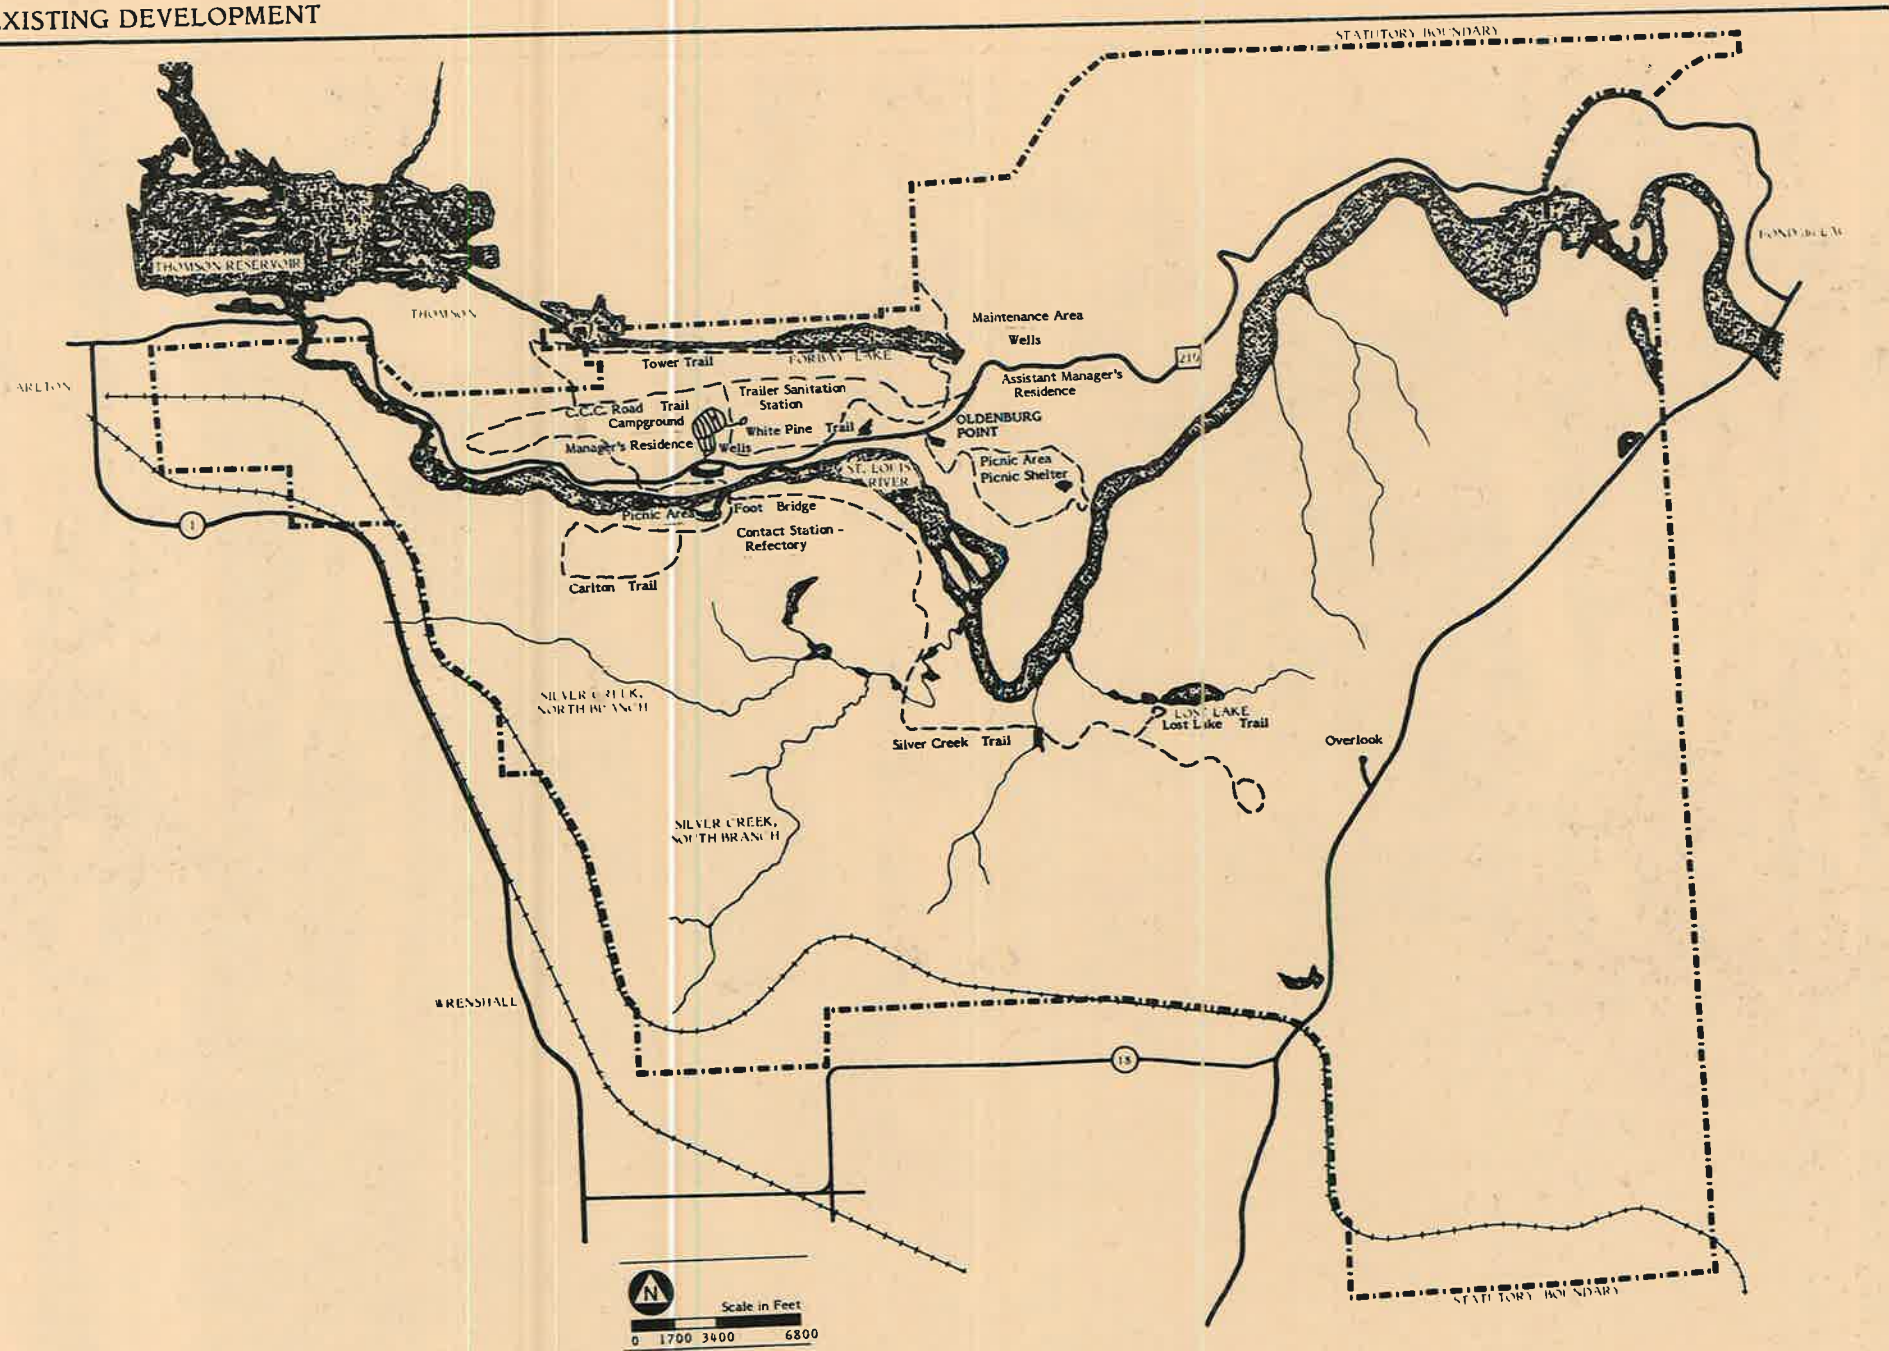 EXISTING DEVELOPMENT
STATUTORY BOUNDARY
THOMSON RESERVOIR
THOMSON
Maintenance Area
Wells
Tower Trail
FORBAY LAKE
210
Assistant Manager's
Residence
ARLTON
Trailer Sanitation
Station
C.C.C. Road Trail
Campground
White Pine Trail
OLDENBURG
POINT
Manager's Residence
Wells
ST. LOUIS
RIVER
Picnic Area
Picnic Shelter
Picnic Area
Foot Bridge
1
Contact Station -
Refectory
Carlton Trail
SILVER CREEK,
NORTH BRANCH
LOST LAKE
Lost Lake Trail
Silver Creek Trail
Overlook
SILVER CREEK,
SOUTH BRANCH
WRENSHALL
18
STATUTORY BOUNDARY
N
Scale in Feet
0 1700 3400 6800